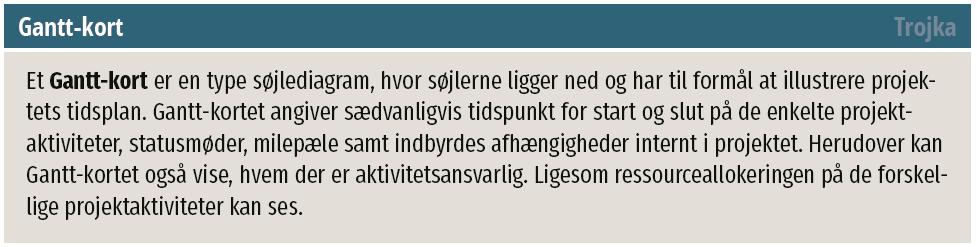 Gantt-kort Trojka
Et Gantt-kort er en type søjlediagram, hvor søjlerne ligger ned og har til formål at illustrere projek-
tets tidsplan. Gantt-kortet angiver sædvanligvis tidspunkt for start og slut på de enkelte projekt-
aktiviteter, statusmøder, milepæle samt indbyrdes afhængigheder internt i projektet. Herudover kan
Gantt-kortet også vise, hvem der er aktivitetsansvarlig. Ligesom ressourceallokeringen på de forskel-
lige projektaktiviteter kan ses.